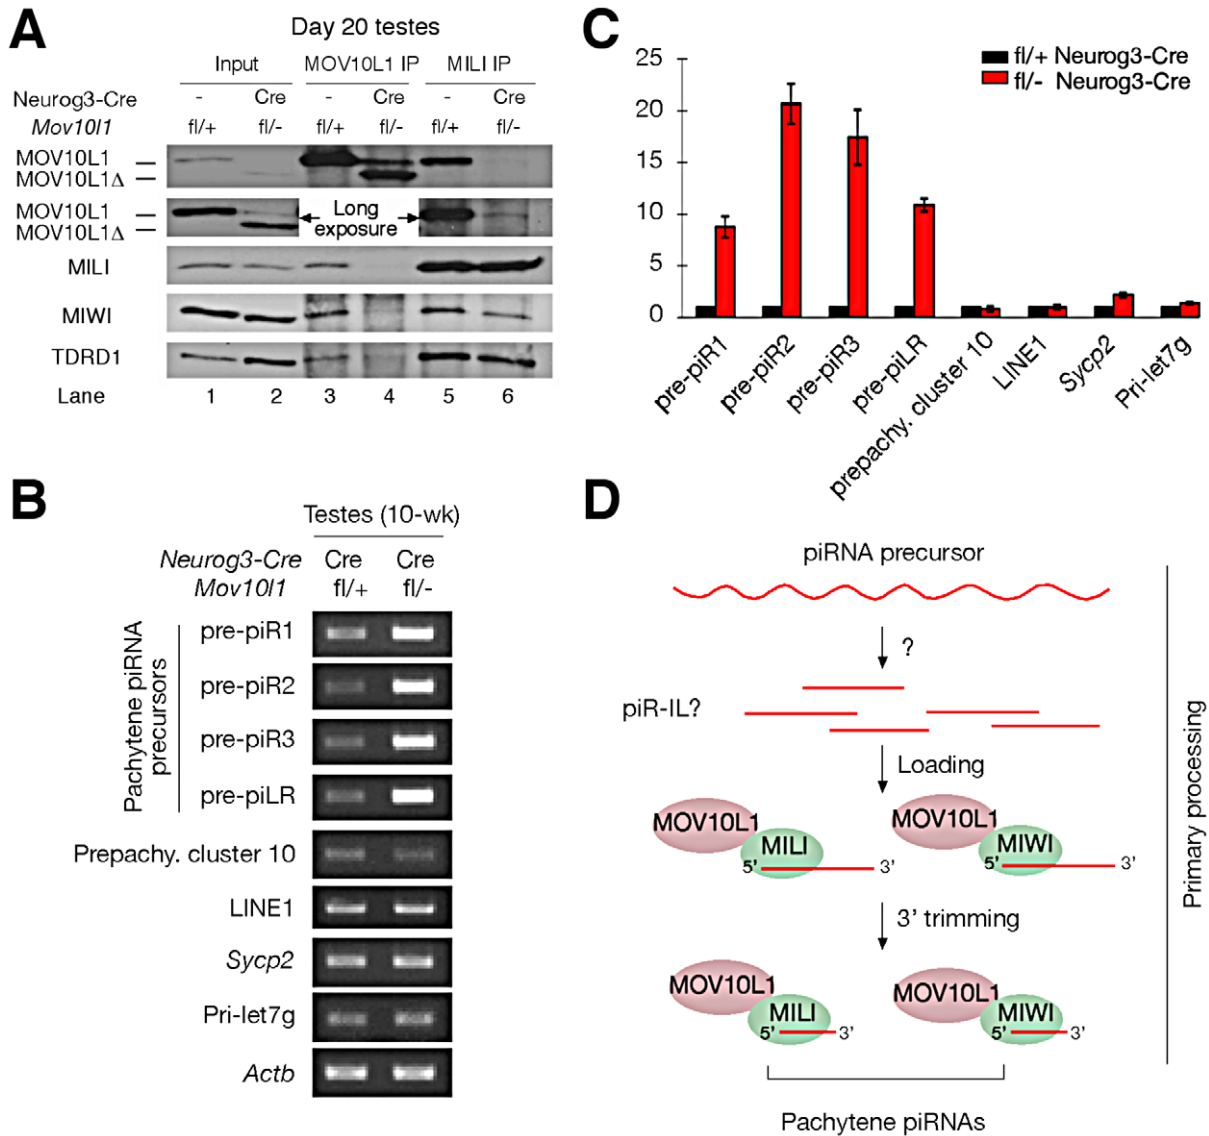 A
Day 20 testes
Input MOV10L1 IP MILI IP
Neurog3-Cre - Cre - Cre - Cre
Mov10l1 fl/+ fl/- fl/+ fl/- fl/+ fl/-
MOV10L1
MOV10L1Δ
MOV10L1
MOV10L1Δ
Long
exposure
MILI
MIWI
TDRD1
Lane 1 2 3 4 5 6
B
Testes (10-wk)
Neurog3-Cre Cre Cre
Mov10l1 fl/+ fl/-
Pachytene piRNA
precursors
pre-piR1
pre-piR2
pre-piR3
pre-piLR
Prepachy. cluster 10
LINE1
Sycp2
Pri-let7g
Actb
C
fl/+ Neurog3-Cre
fl/- Neurog3-Cre
25
20
15
10
5
0
pre-piR1
pre-piR2
pre-piR3
pre-piLR
prepachy. cluster 10
LINE1
Sycp2
Pri-let7g
D
piRNA precursor
?
piR-IL?
Loading
MOV10L1 MILI 5’ 3’
MOV10L1 MIWI 5’ 3’
3’ trimming
MOV10L1 MILI 5’ 3’
MOV10L1 MIWI 5’ 3’
Pachytene piRNAs
Primary processing